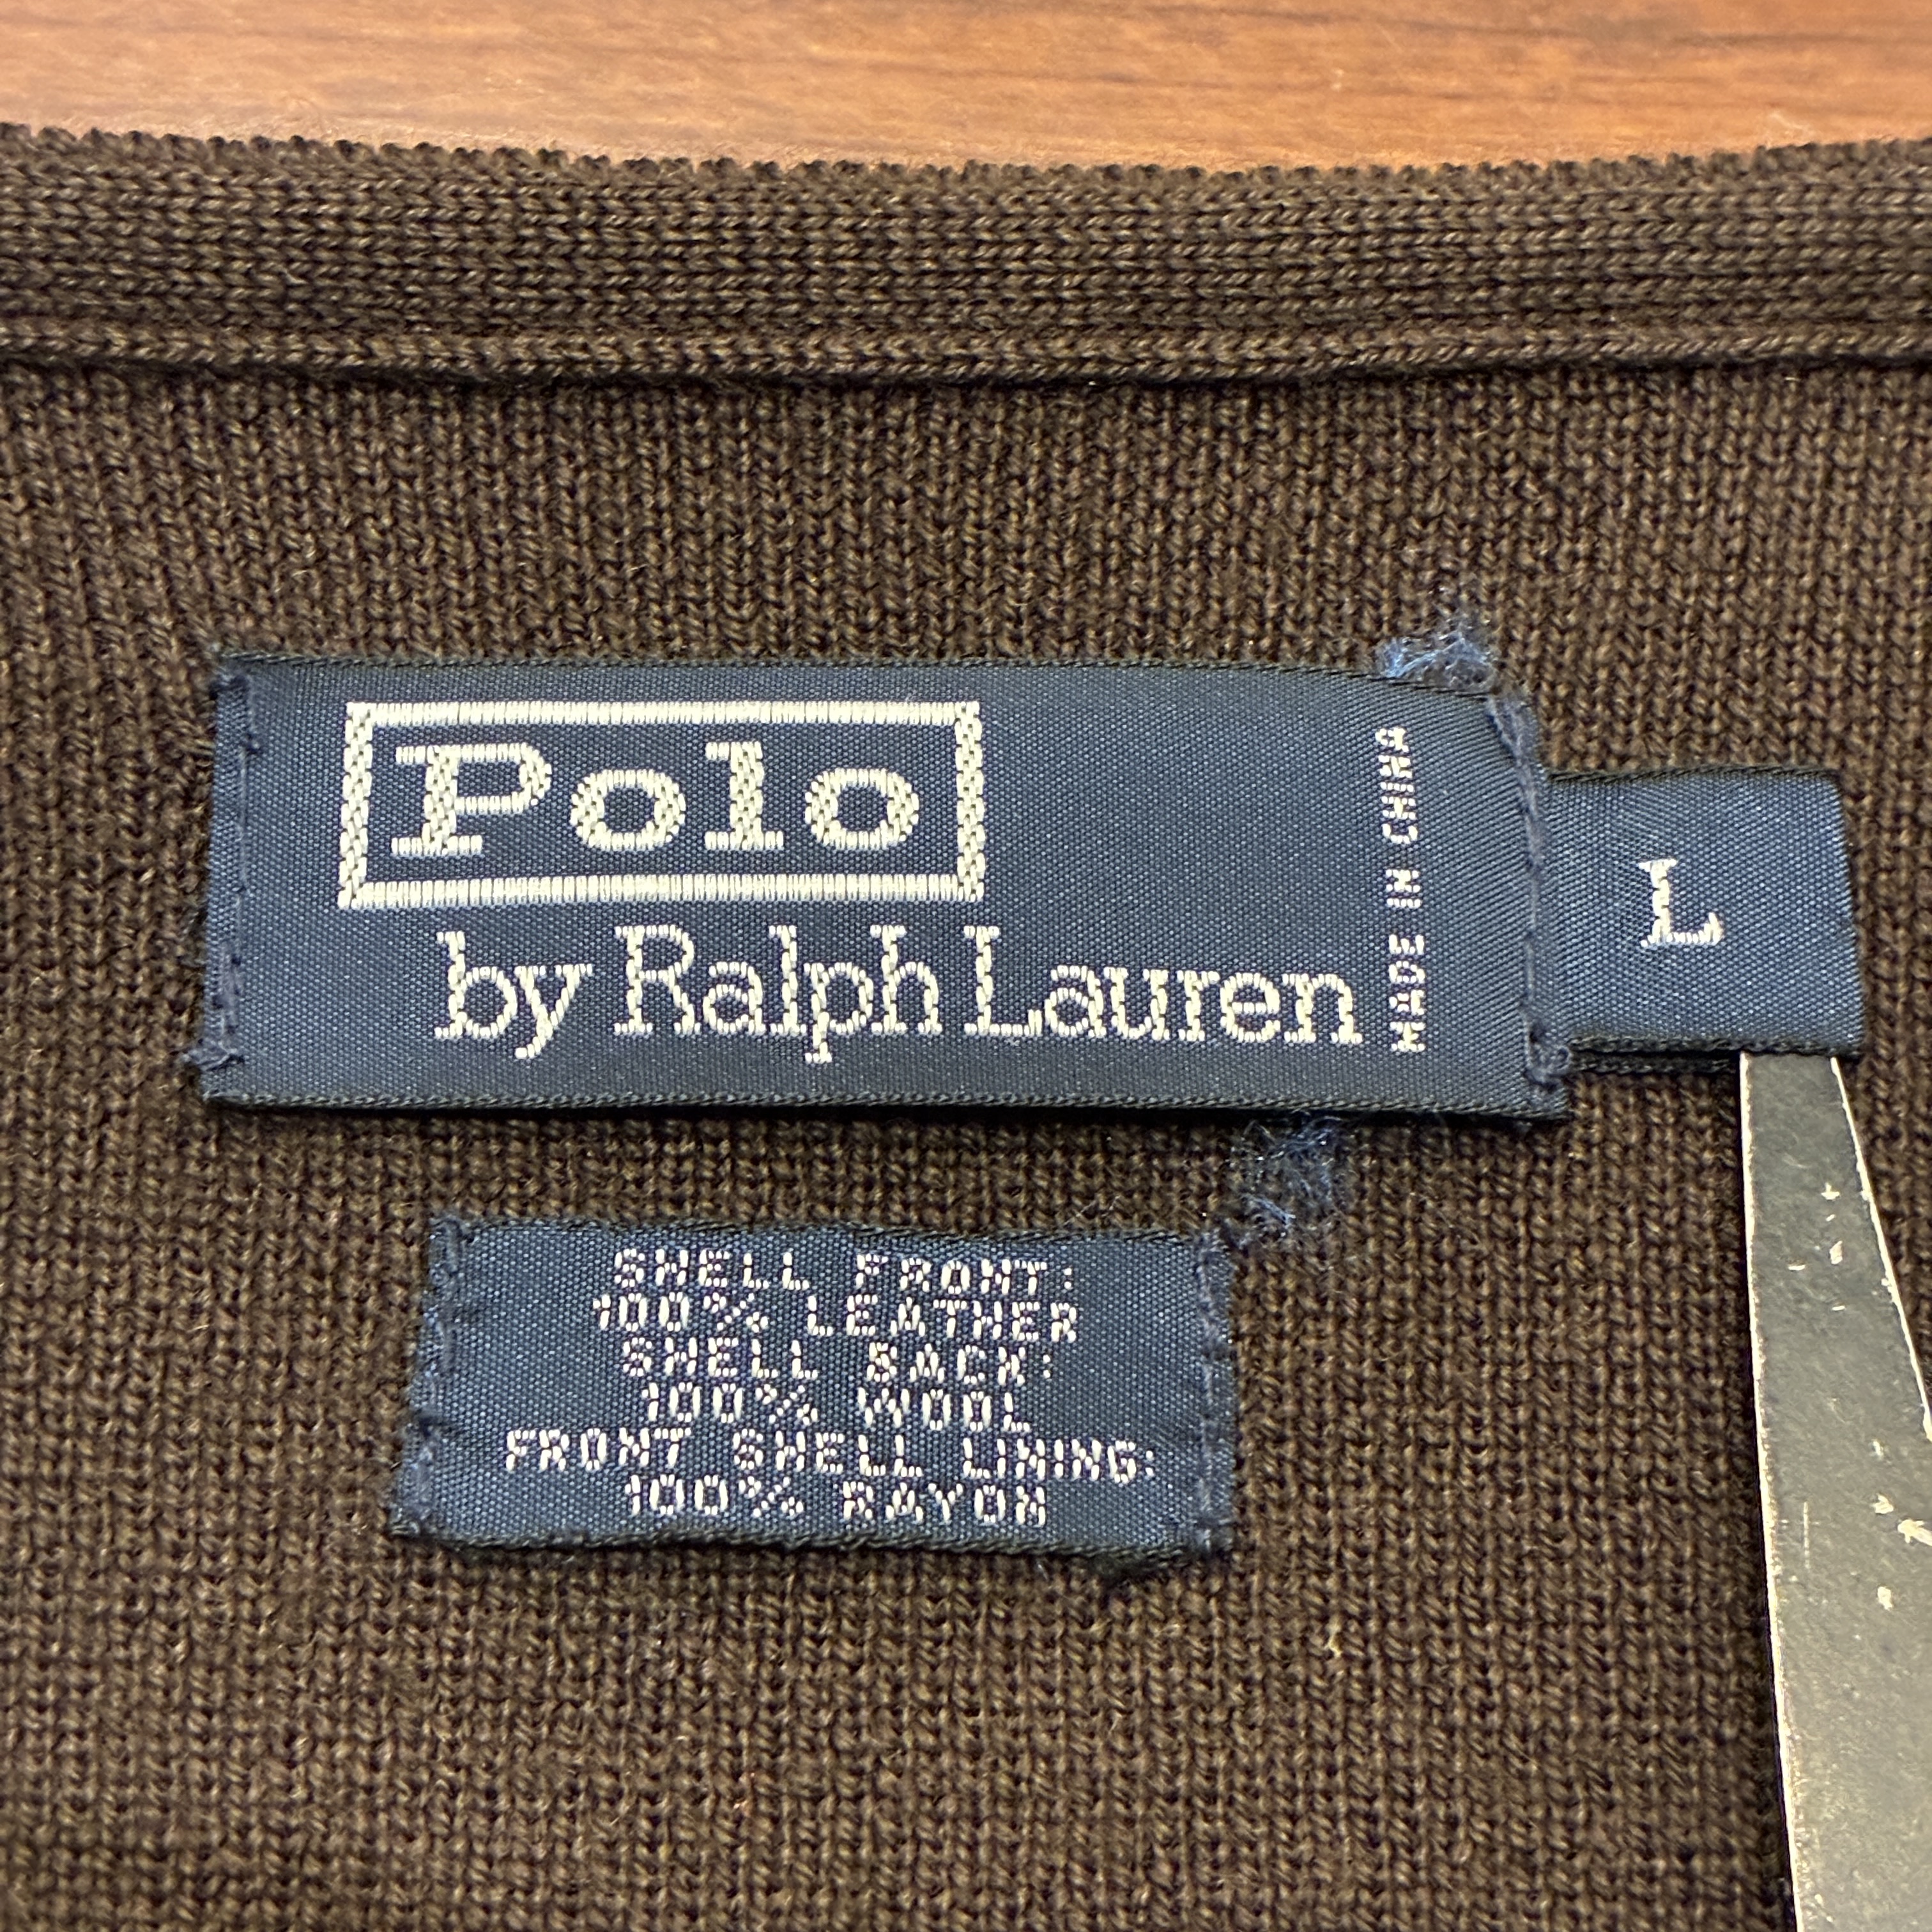 Polo
by Ralph Lauren
MADE IN CHINA
L
SHELL FRONT:
100% LEATHER
SHELL BACK:
100% WOOL
FRONT SHELL LINING:
100% RAYON